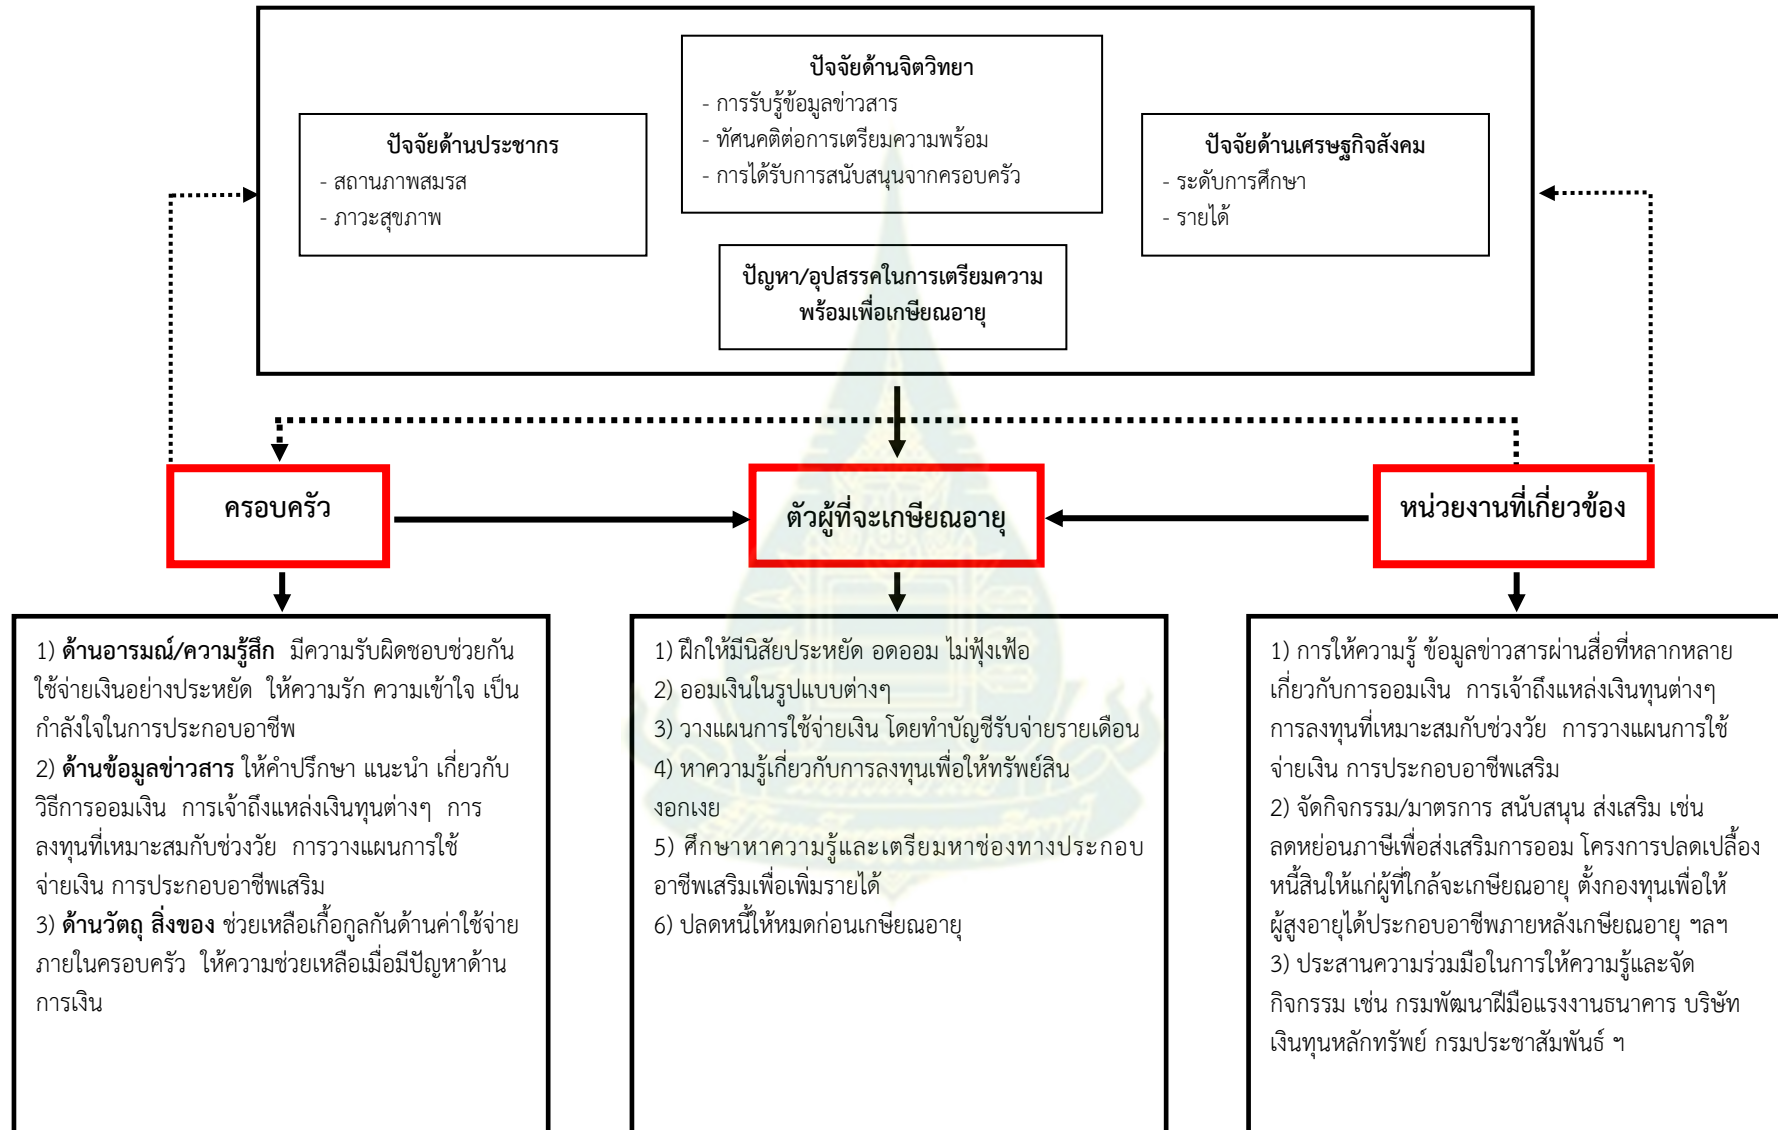 ปัจจัยด้านจิตวิทยา
- การรับรู้ข้อมูลข่าวสาร
- ทัศนคติต่อการเตรียมความพร้อม
- การได้รับการสนับสนุนจากครอบครัว
ปัจจัยด้านประชากร
- สถานภาพสมรส
- ภาวะสุขภาพ
ปัจจัยด้านเศรษฐกิจสังคม
- ระดับการศึกษา
- รายได้
ปัญหา/อุปสรรคในการเตรียมความ
พร้อมเพื่อเกษียณอายุ
ครอบครัว
ตัวผู้ที่จะเกษียณอายุ
หน่วยงานที่เกี่ยวข้อง
1) ด้านอารมณ์/ความรู้สึก มีความรับผิดชอบช่วยกัน
ใช้จ่ายเงินอย่างประหยัด ให้ความรัก ความเข้าใจ เป็น
กำลังใจในการประกอบอาชีพ
2) ด้านข้อมูลข่าวสาร ให้คำปรึกษา แนะนำ เกี่ยวกับ
วิธีการออมเงิน การเจ้าถึงแหล่งเงินทุนต่างๆ การ
ลงทุนที่เหมาะสมกับช่วงวัย การวางแผนการใช้
จ่ายเงิน การประกอบอาชีพเสริม
3) ด้านวัตถุ สิ่งของ ช่วยเหลือเกื้อกูลกันด้านค่าใช้จ่าย
ภายในครอบครัว ให้ความช่วยเหลือเมื่อมีปัญหาด้าน
การเงิน
1) ฝึกให้มีนิสัยประหยัด อดออม ไม่ฟุ้งเฟ้อ
2) ออมเงินในรูปแบบต่างๆ
3) วางแผนการใช้จ่ายเงิน โดยทำบัญชีรับจ่ายรายเดือน
4) หาความรู้เกี่ยวกับการลงทุนเพื่อให้ทรัพย์สิน
งอกเงย
5) ศึกษาหาความรู้และเตรียมหาช่องทางประกอบ
อาชีพเสริมเพื่อเพิ่มรายได้
6) ปลดหนี้ให้หมดก่อนเกษียณอายุ
1) การให้ความรู้ ข้อมูลข่าวสารผ่านสื่อที่หลากหลาย
เกี่ยวกับการออมเงิน การเจ้าถึงแหล่งเงินทุนต่างๆ
การลงทุนที่เหมาะสมกับช่วงวัย การวางแผนการใช้
จ่ายเงิน การประกอบอาชีพเสริม
2) จัดกิจกรรม/มาตรการ สนับสนุน ส่งเสริม เช่น
ลดหย่อนภาษีเพื่อส่งเสริมการออม โครงการปลดเปลื้อง
หนี้สินให้แก่ผู้ที่ใกล้จะเกษียณอายุ ตั้งกองทุนเพื่อให้
ผู้สูงอายุได้ประกอบอาชีพภายหลังเกษียณอายุ ฯลฯ
3) ประสานความร่วมมือในการให้ความรู้และจัด
กิจกรรม เช่น กรมพัฒนาฝีมือแรงงานธนาคาร บริษัท
เงินทุนหลักทรัพย์ กรมประชาสัมพันธ์ ฯ